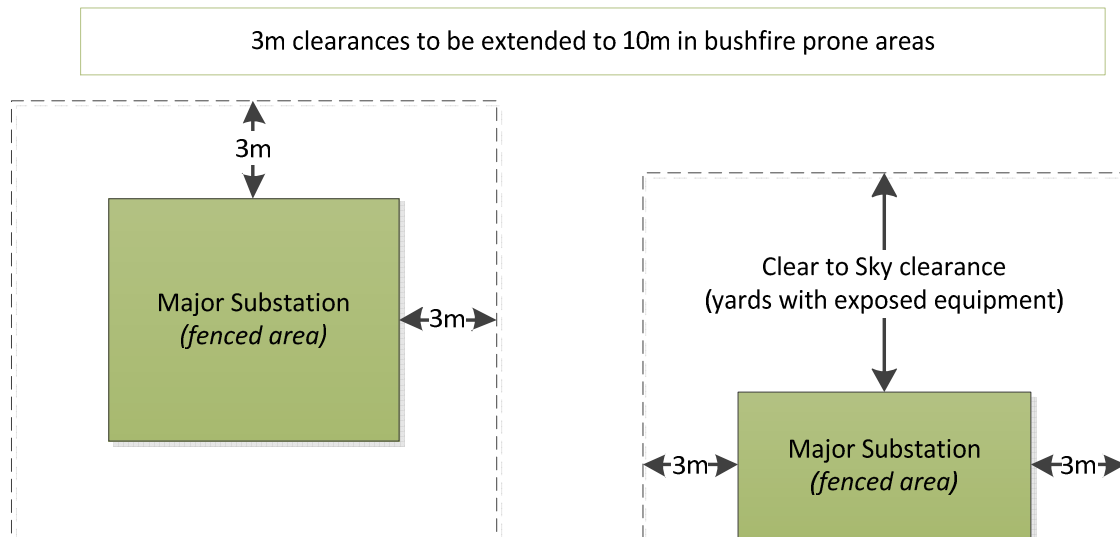 3m clearances to be extended to 10m in bushfire prone areas
3m
Major Substation
(fenced area)
3m
Clear to Sky clearance
(yards with exposed equipment)
Major Substation
(fenced area)
3m
3m